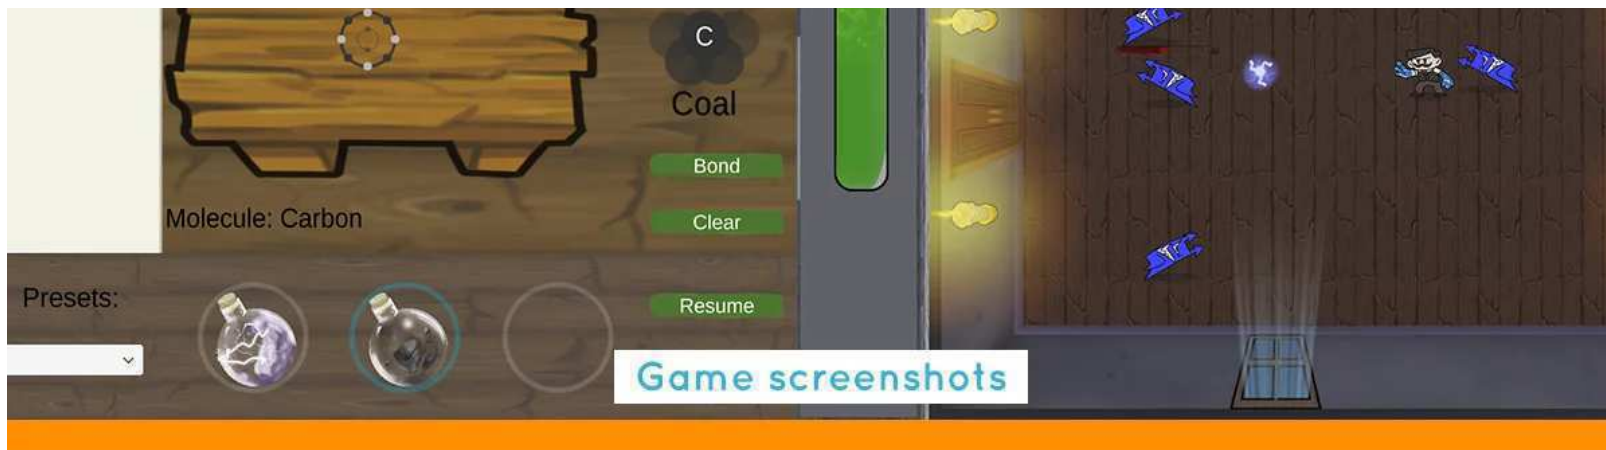 C
Coal
Bond
Clear
Molecule: Carbon
Presets:
Resume
Game screenshots